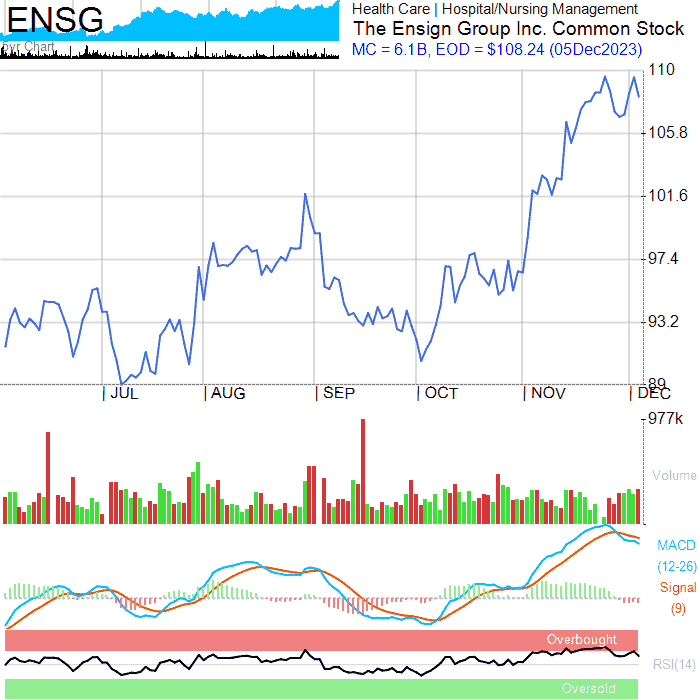 ENSG
5yr Chart
Health Care | Hospital/Nursing Management
The Ensign Group Inc. Common Stock
MC = 6.1B, EOD = $108.24 (05Dec2023)
110
105.8
101.6
97.4
93.2
89
JUL AUG SEP OCT NOV DEC
977k
Volume
MACD
(12-26)
Signal
(9)
Overbought
RSI(14)
Oversold